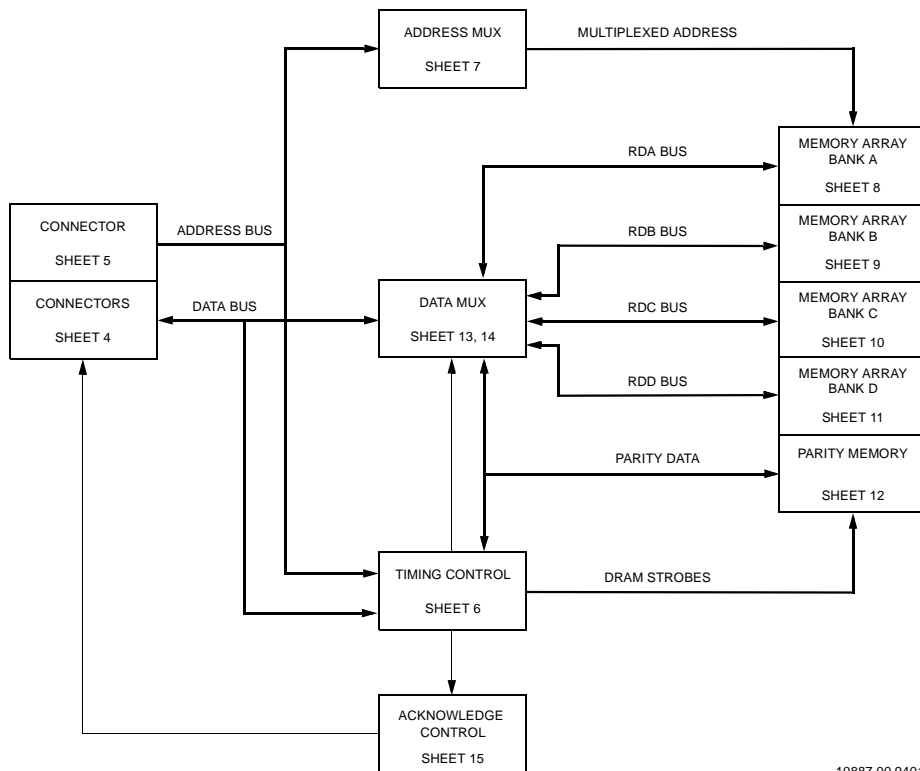 ADDRESS MUX
SHEET 7
MULTIPLEXED ADDRESS
MEMORY ARRAY
BANK A
SHEET 8
RDA BUS
CONNECTOR
SHEET 5
ADDRESS BUS
RDB BUS
MEMORY ARRAY
BANK B
SHEET 9
CONNECTORS
SHEET 4
DATA BUS
DATA MUX
SHEET 13, 14
RDC BUS
MEMORY ARRAY
BANK C
SHEET 10
RDD BUS
MEMORY ARRAY
BANK D
SHEET 11
PARITY DATA
PARITY MEMORY
SHEET 12
TIMING CONTROL
SHEET 6
DRAM STROBES
ACKNOWLEDGE
CONTROL
SHEET 15